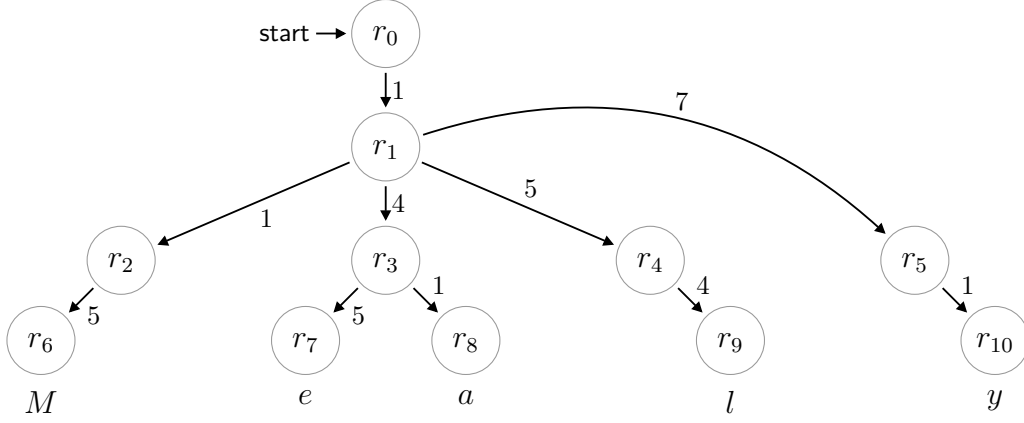 start r₀
1
7
r₁
5
1 4
r₂ r₃ r₄ r₅
5 5 1 4 1
r₆ r₇ r₈ r₉ r₁₀
M e a l y